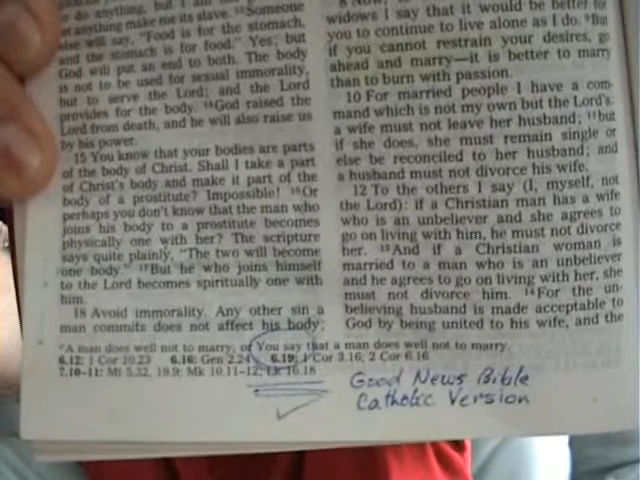 do anything, but I am
let anything make me its slave. 13 Someone
else will say, "Food is for the stomach,
and the stomach is for food." Yes; but
God will put an end to both. The body
is not to be used for sexual immorality,
but to serve the Lord; and the Lord
provides for the body. 14 God raised the
Lord from death, and he will also raise us
by his power.
15 You know that your bodies are parts
of the body of Christ. Shall I take a part
of Christ's body and make it part of the
body of a prostitute? Impossible! 16 Or
perhaps you don't know that the man who
joins his body to a prostitute becomes
physically one with her? The scripture
says quite plainly, "The two will become
one body." 17 But he who joins himself
to the Lord becomes spiritually one with
him.
18 Avoid immorality. Any other sin a
man commits does not affect his body;
8 Now, to
widows I say that it would be better for
you to continue to live alone as I do. 9 But
if you cannot restrain your desires, go
ahead and marry—it is better to marry
than to burn with passion.
10 For married people I have a com-
mand which is not my own but the Lord's:
a wife must not leave her husband; 11 but
if she does, she must remain single or
else be reconciled to her husband; and
a husband must not divorce his wife.
12 To the others I say (I, myself, not
the Lord): if a Christian man has a wife
who is an unbeliever and she agrees to
go on living with him, he must not divorce
her. 13 And if a Christian woman is
married to a man who is an unbeliever
and he agrees to go on living with her, she
must not divorce him. 14 For the un-
believing husband is made acceptable to
God by being united to his wife, and the
A man does well not to marry, or You say that a man does well not to marry.
6.12: 1 Cor 10.23 6.16: Gen 2.24 6.19: 1 Cor 3.16; 2 Cor 6.16
7.10-11: Mt 5.32, 19.9; Mk 10.11-12; Lk 16.18
Good News Bible
Catholic Version